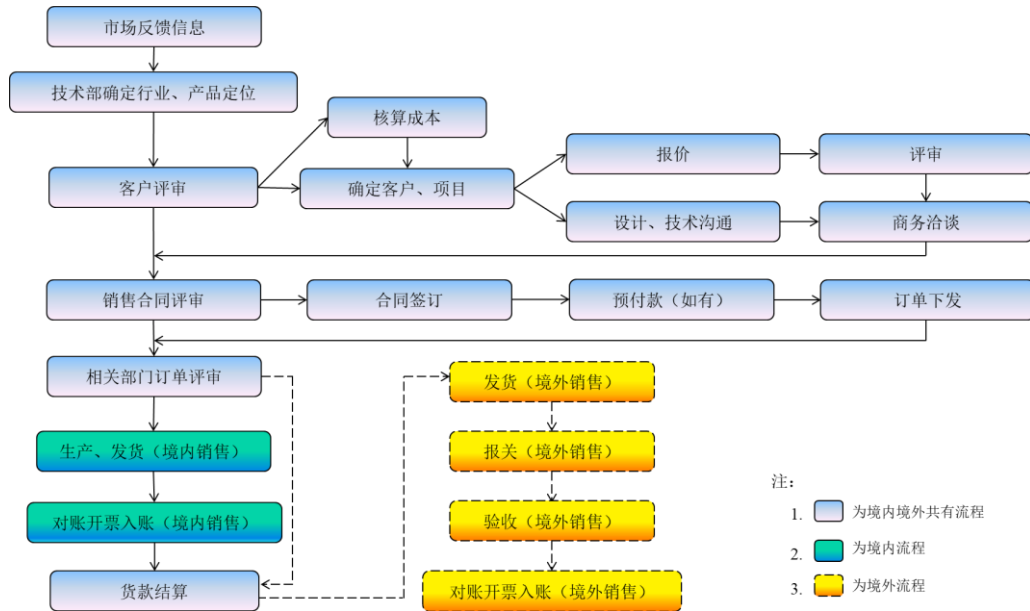 市场反馈信息
技术部确定行业、产品定位
核算成本
报价
评审
客户评审
确定客户、项目
设计、技术沟通
商务洽谈
销售合同评审
合同签订
预付款（如有）
订单下发
相关部门订单评审
发货（境外销售）
生产、发货（境内销售）
报关（境外销售）
注：
对账开票入账（境内销售）
验收（境外销售）
1. 为境内境外共有流程
2. 为境内流程
货款结算
对账开票入账（境外销售）
3. 为境外流程